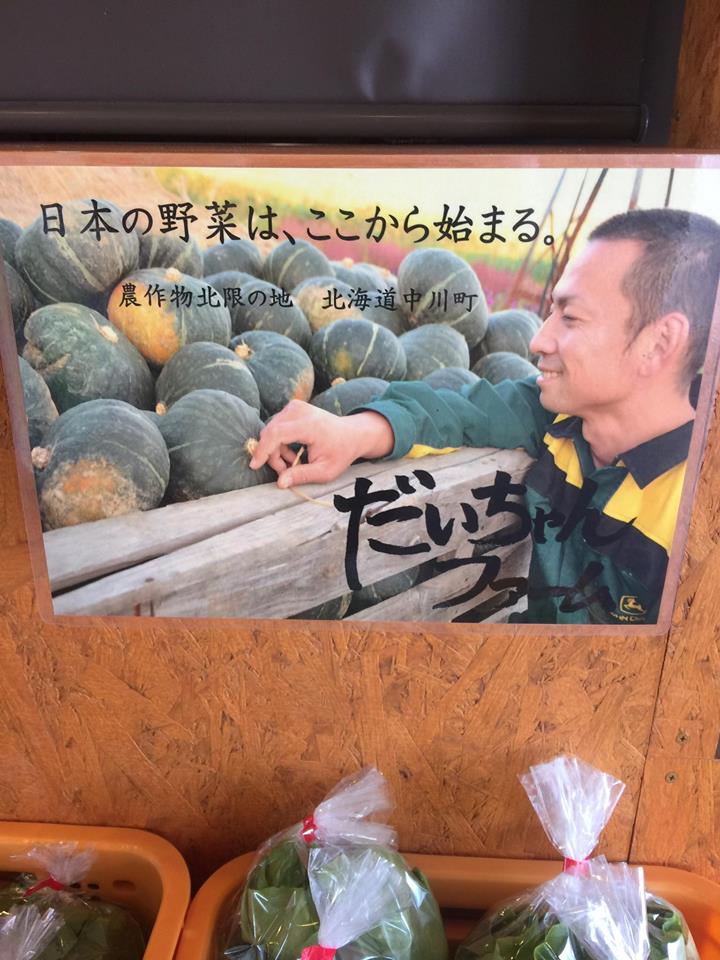 日本の野菜は、ここから始まる。
農作物北限の地　北海道中川町
だいちゃん
ファーム